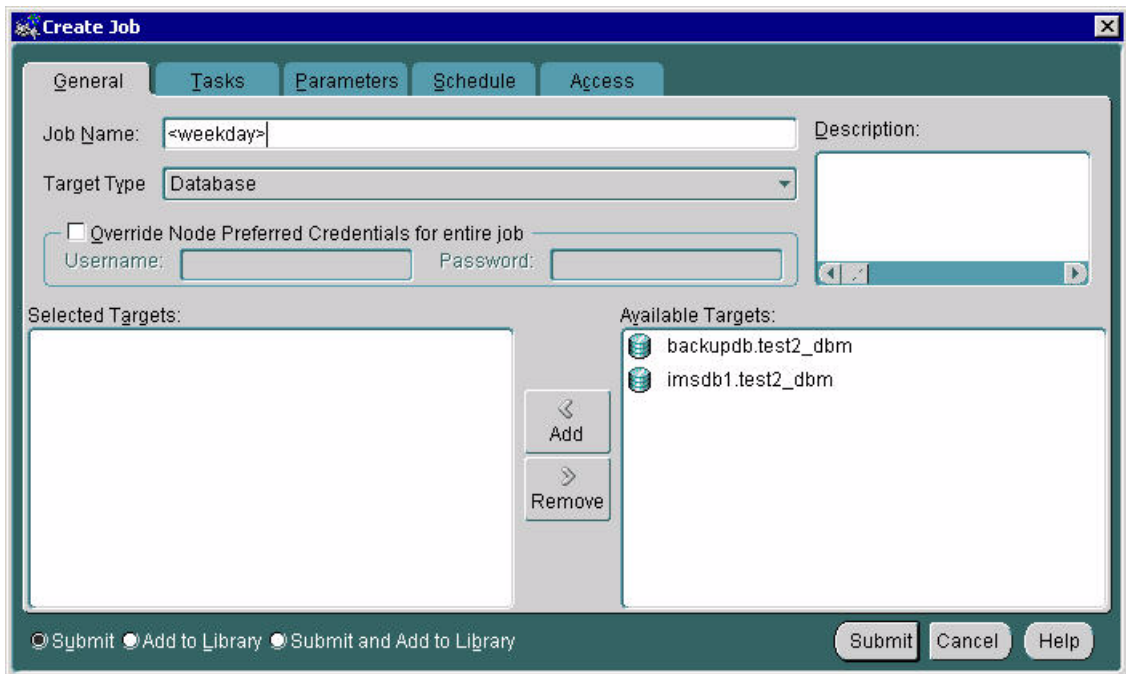 Create Job
General Tasks Parameters Schedule Access
Job Name: <weekday>
Description:
Target Type Database
Override Node Preferred Credentials for entire job
Username: Password:
Selected Targets:
Available Targets:
backupdb.test2_dbm
imsdb1.test2_dbm
Add
Remove
Submit Add to Library Submit and Add to Library
Submit Cancel Help